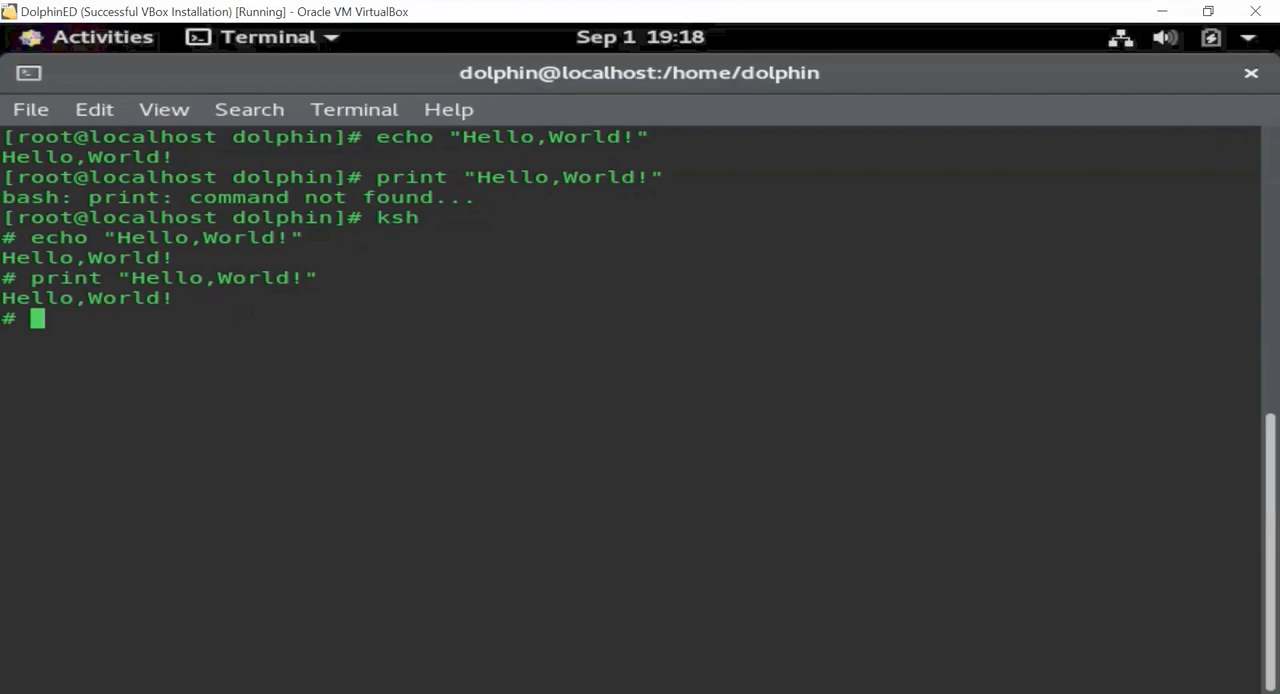 DolphinED (Successful VBox Installation) [Running] - Oracle VM VirtualBox
Activities Terminal Sep 1 19:18
dolphin@localhost:/home/dolphin
File Edit View Search Terminal Help
[root@localhost dolphin]# echo "Hello,World!"
Hello,World!
[root@localhost dolphin]# print "Hello,World!"
bash: print: command not found...
[root@localhost dolphin]# ksh
# echo "Hello,World!"
Hello,World!
# print "Hello,World!"
Hello,World!
#